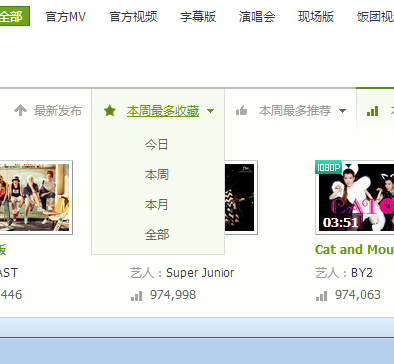 全部 官方MV 官方视频 字幕版 演唱会 现场版 饭团视
最新发布 本周最多收藏 本周最多推荐
今日
本周
本月
全部
1080P
03:51
版 Cat and Mou
AST 艺人：Super Junior 艺人：BY2
446 974,998 974,063